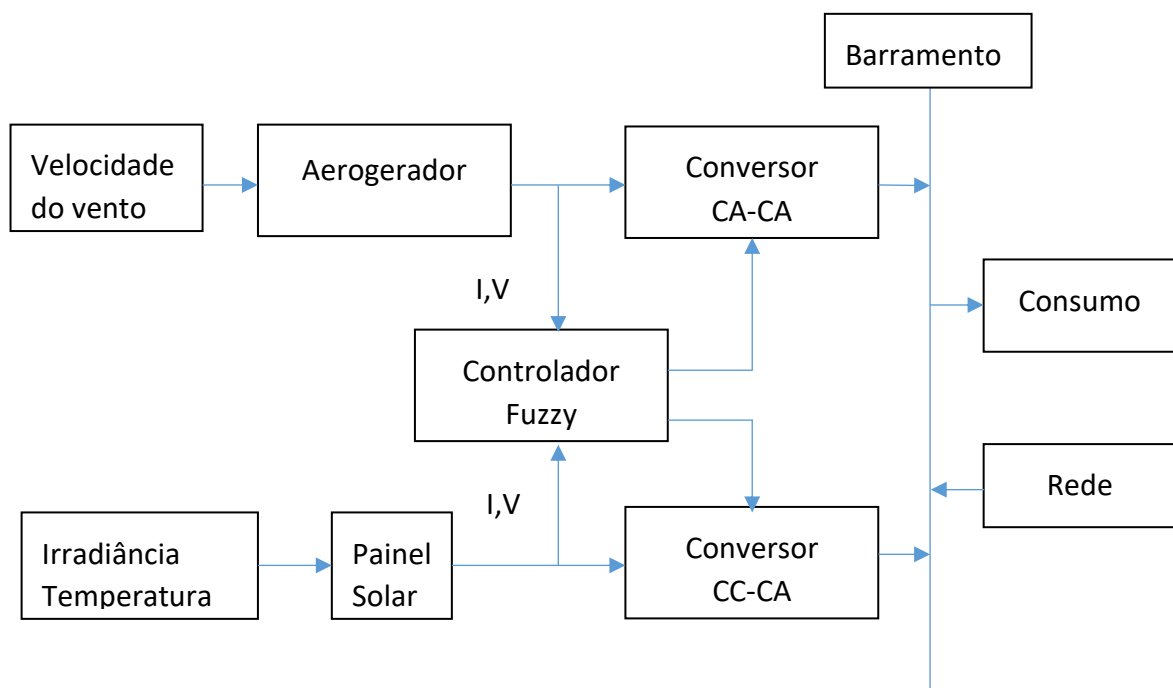 Barramento
Velocidade
do vento
Aerogerador
Conversor
CA-CA
I,V
Consumo
Controlador
Fuzzy
I,V
Rede
Irradiância
Temperatura
Painel
Solar
Conversor
CC-CA